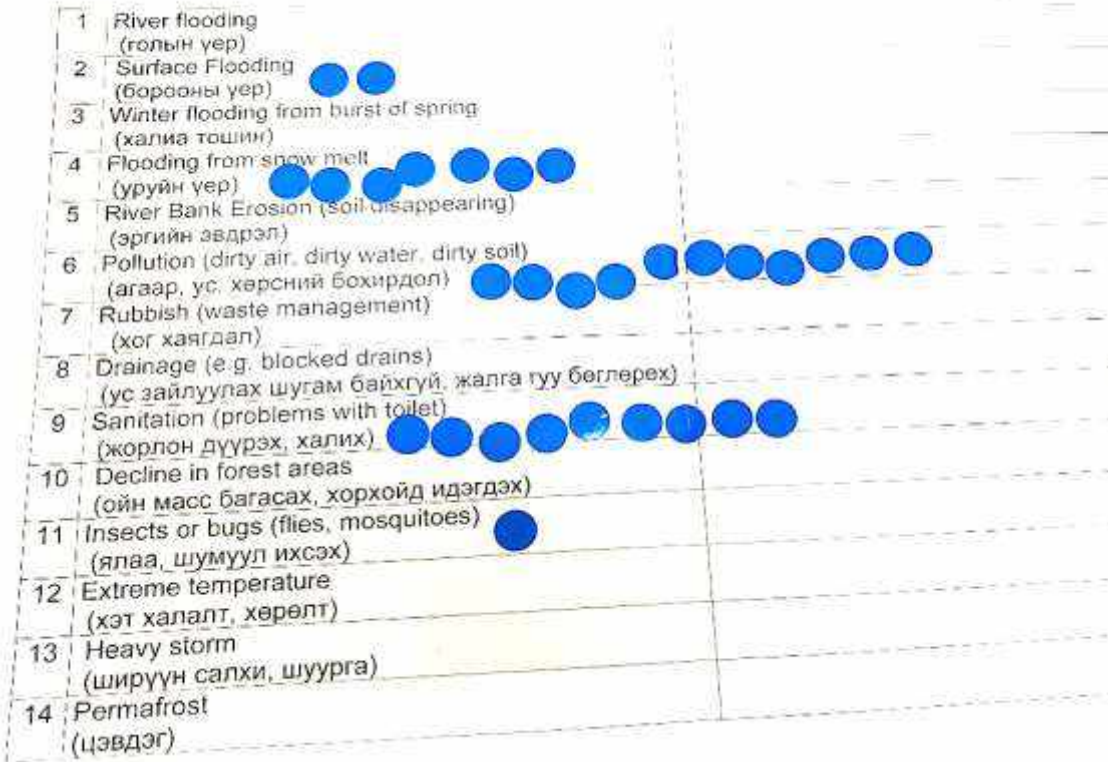 1 River flooding
(голын үер)
2 Surface Flooding
(борооны үер)
3 Winter flooding from burst of spring
(халиа тошин)
4 Flooding from snow melt
(уруйн үер)
5 River Bank Erosion (soil disappearing)
(эргийн эвдрэл)
6 Pollution (dirty air, dirty water, dirty soil)
(агаар, ус, хөрсний бохирдол)
7 Rubbish (waste management)
(хог хаягдал)
8 Drainage (e.g. blocked drains)
(ус зайлуулах шугам байхгүй, жалга гуу бөглөрөх)
9 Sanitation (problems with toilet)
(жорлон дүүрэх, халих)
10 Decline in forest areas
(ойн масс багасах, хорхойд идэгдэх)
11 Insects or bugs (flies, mosquitoes)
(ялаа, шумуул ихсэх)
12 Extreme temperature
(хэт халалт, хөрөлт)
13 Heavy storm
(ширүүн салхи, шуурга)
14 Permafrost
(цэвдэг)